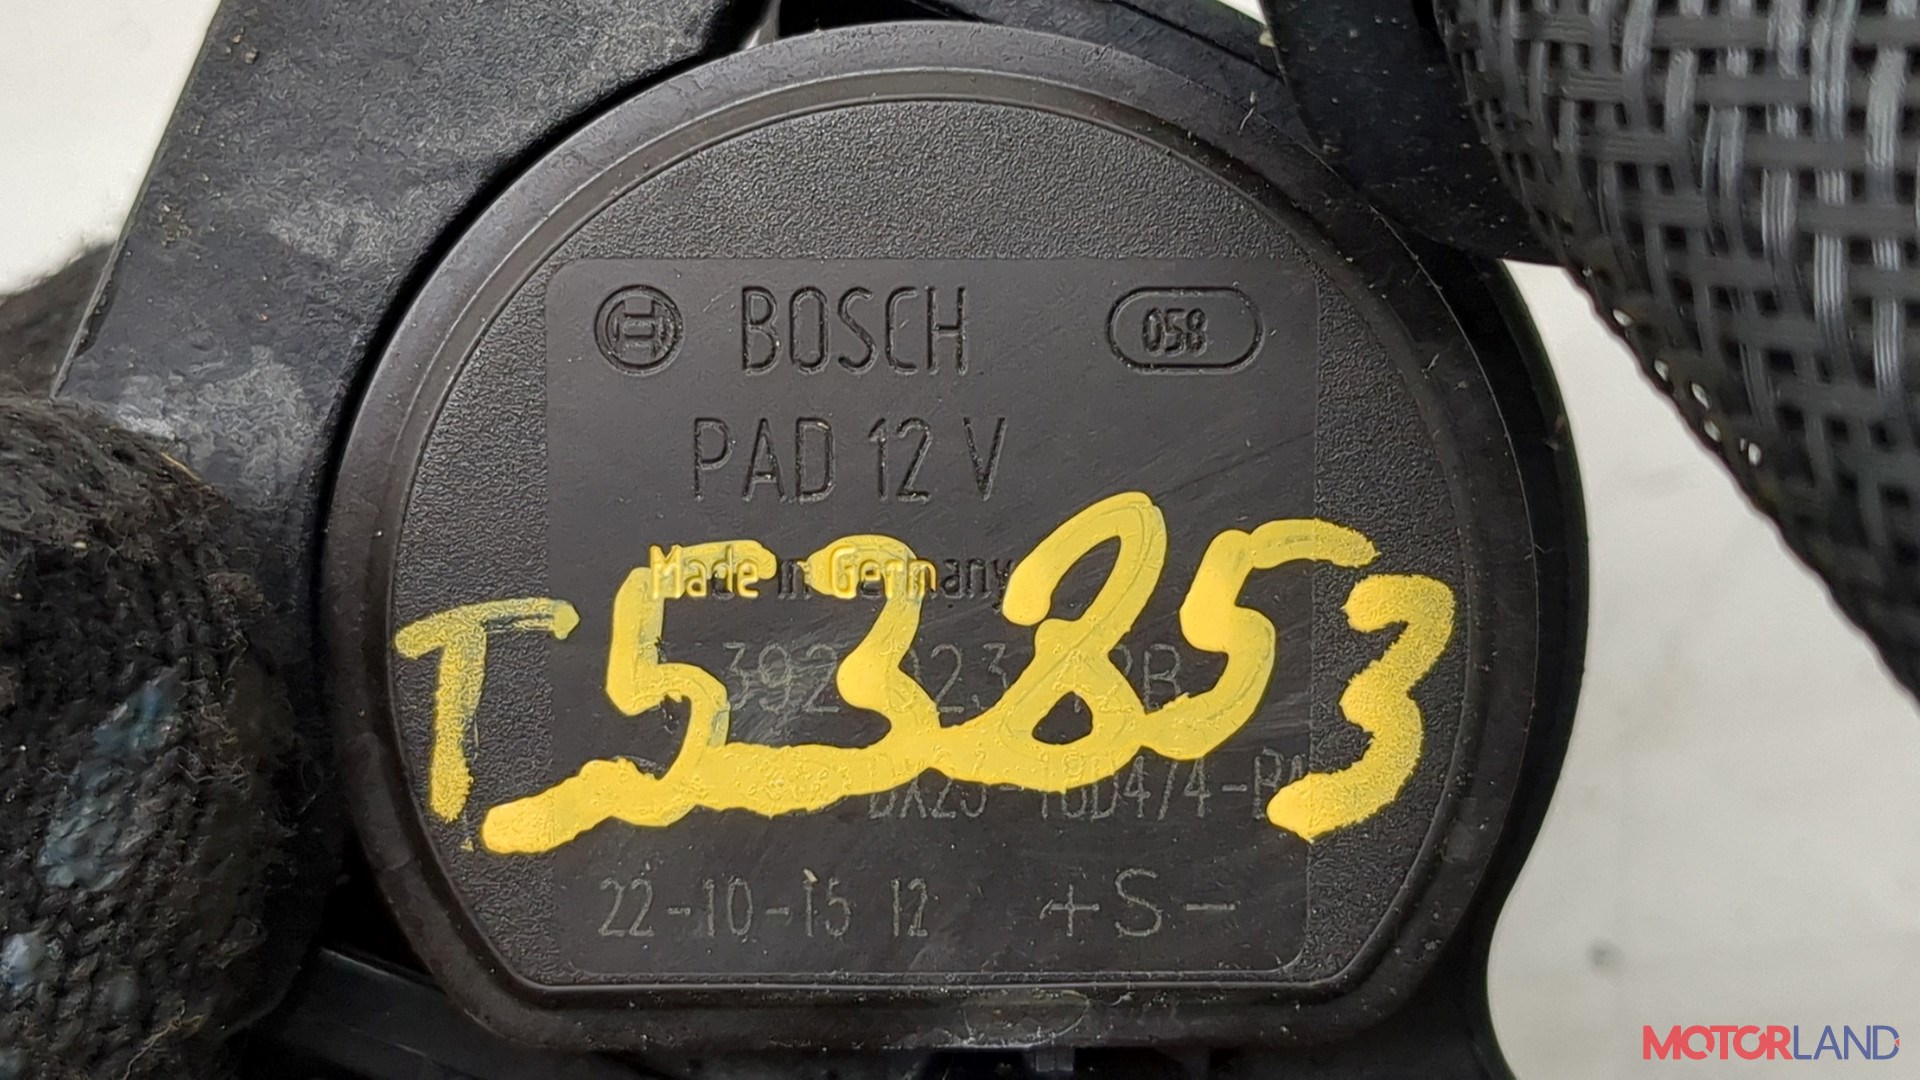 BOSCH 058
PAD 12 V
Made in Germany
T53853
22-10-15 12 +S-
MOTORLAND